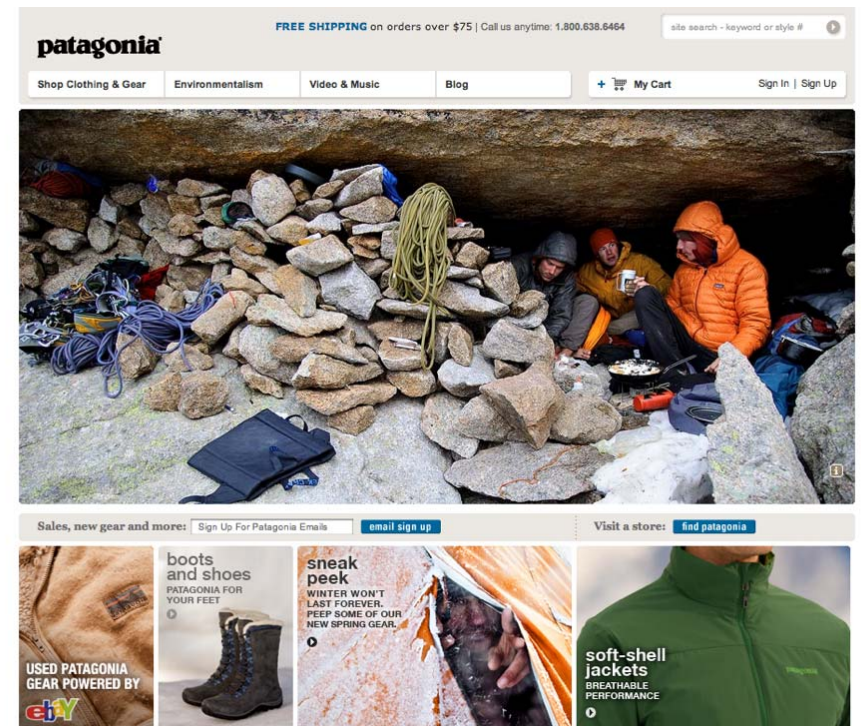 FREE SHIPPING on orders over $75 | Call us anytime: 1.800.638.6464
site search - keyword or style #
patagonia
Shop Clothing & Gear
Environmentalism
Video & Music
Blog
+ My Cart
Sign In | Sign Up
i
Sales, new gear and more:
Sign Up For Patagonia Emails
email sign up
Visit a store:
find patagonia
USED PATAGONIA
GEAR POWERED BY
ebay
boots
and shoes
PATAGONIA FOR
YOUR FEET
sneak
peek
WINTER WON'T
LAST FOREVER.
PEEP SOME OF OUR
NEW SPRING GEAR.
soft-shell
jackets
BREATHABLE
PERFORMANCE
patagonia